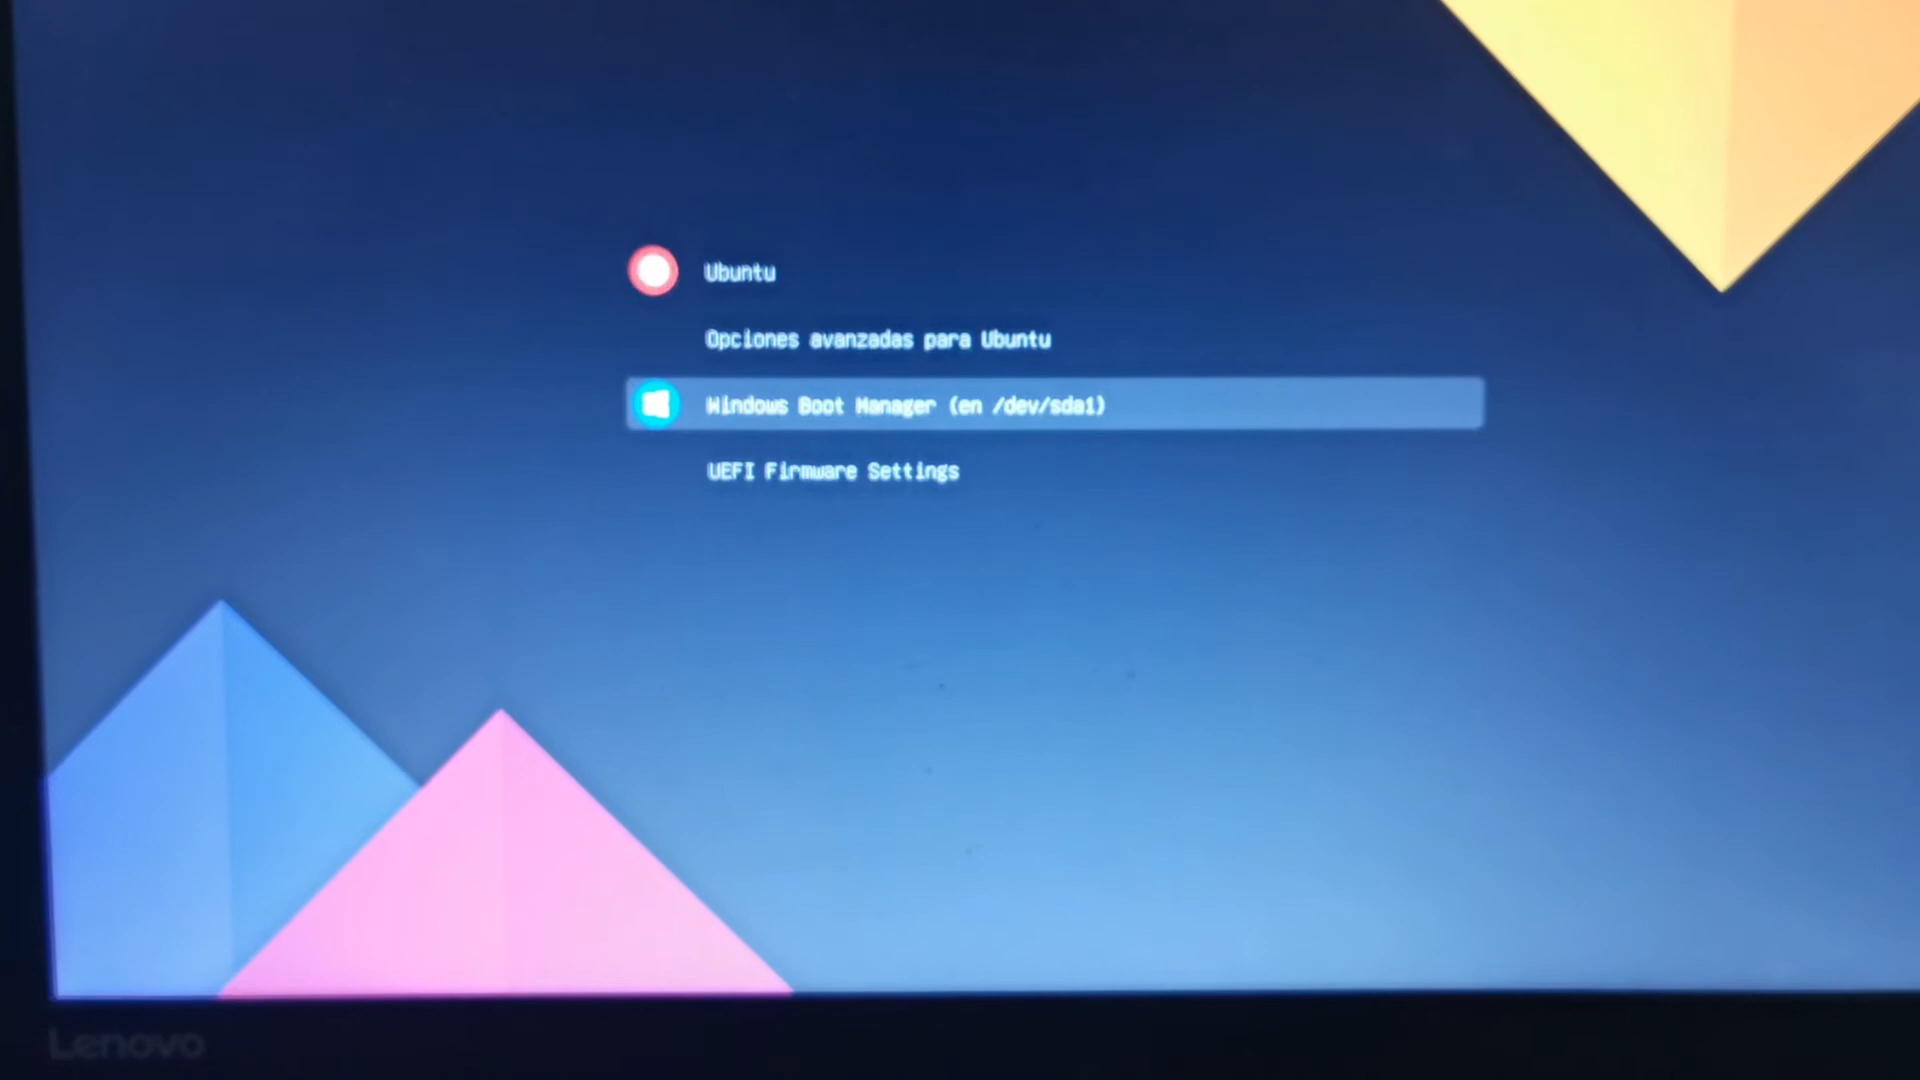 Ubuntu
Opciones avanzadas para Ubuntu
Windows Boot Manager (en /dev/sda1)
UEFI Firmware Settings
Lenovo